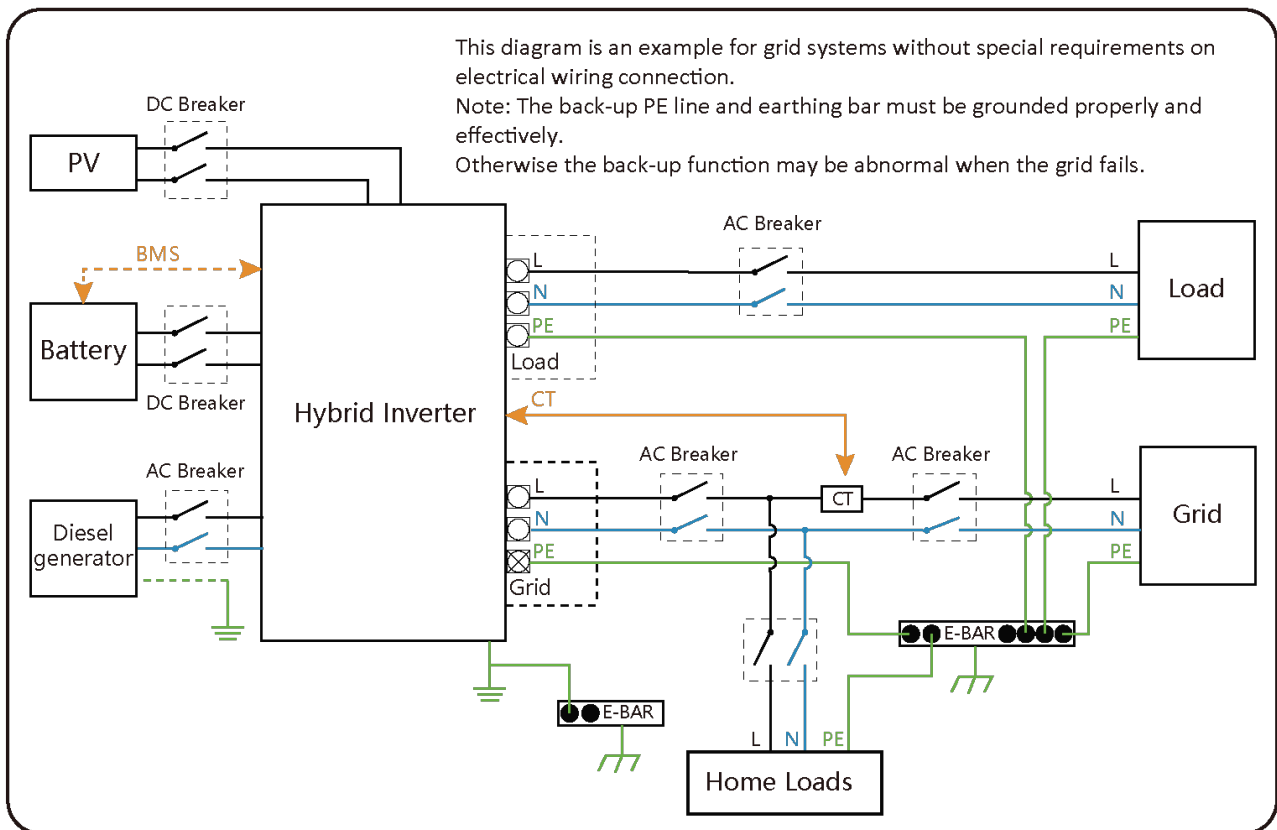 This diagram is an example for grid systems without special requirements on
electrical wiring connection.
Note: The back-up PE line and earthing bar must be grounded properly and
effectively.
Otherwise the back-up function may be abnormal when the grid fails.
DC Breaker
PV
BMS
Battery
DC Breaker
AC Breaker
Diesel
generator
Hybrid Inverter
L
N
PE
Load
AC Breaker
L
N
PE
Load
CT
L
N
PE
Grid
AC Breaker
CT
AC Breaker
L
N
PE
Grid
E-BAR
E-BAR
L
N
PE
Home Loads